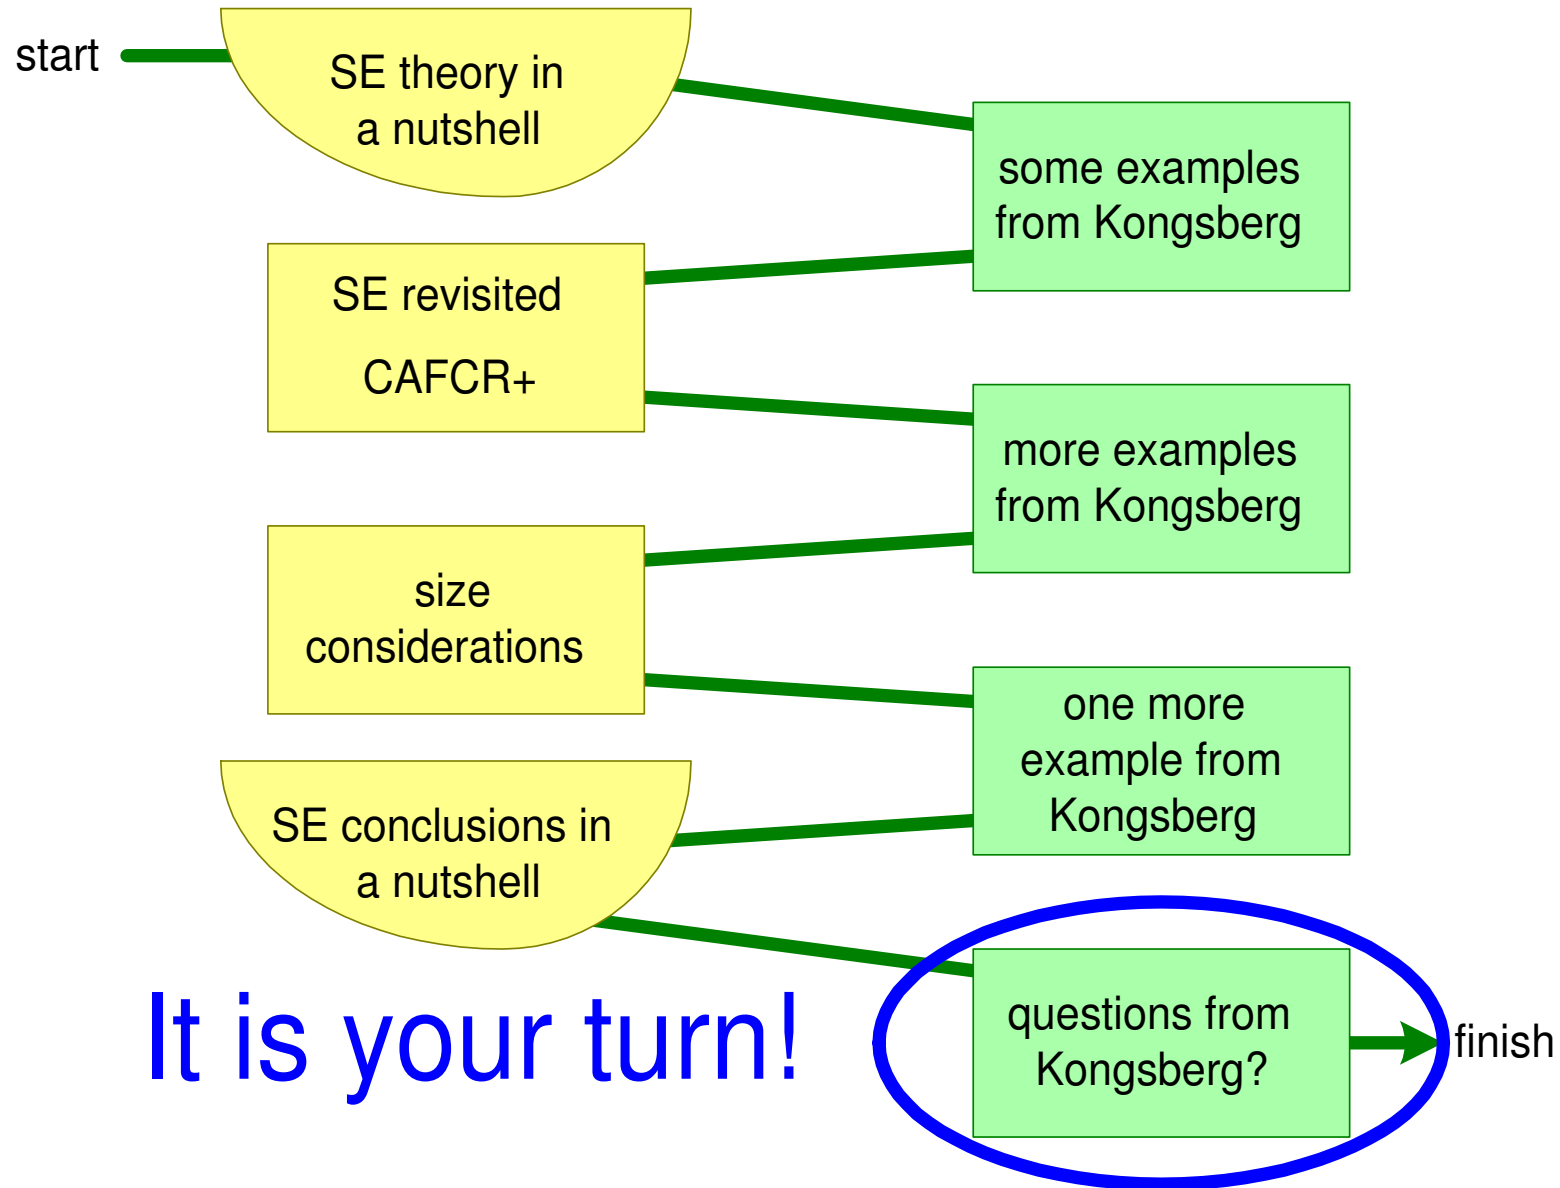 start
SE theory in
a nutshell
some examples
from Kongsberg
SE revisited
CAFCR+
more examples
from Kongsberg
size
considerations
one more
example from
Kongsberg
SE conclusions in
a nutshell
It is your turn!
questions from
Kongsberg?
finish